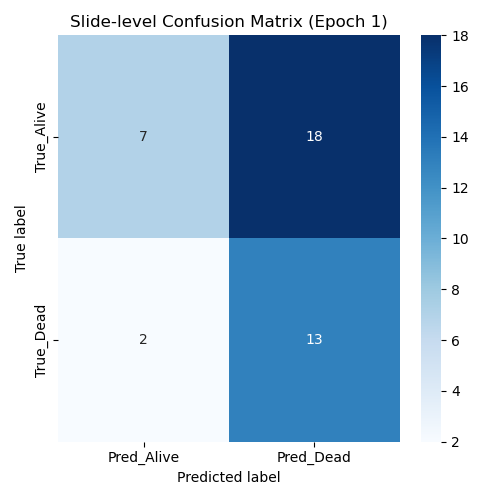 Slide-level Confusion Matrix (Epoch 1)
True label
True_Alive
True_Dead
7
18
2
13
Pred_Alive
Pred_Dead
Predicted label
18
16
14
12
10
8
6
4
2